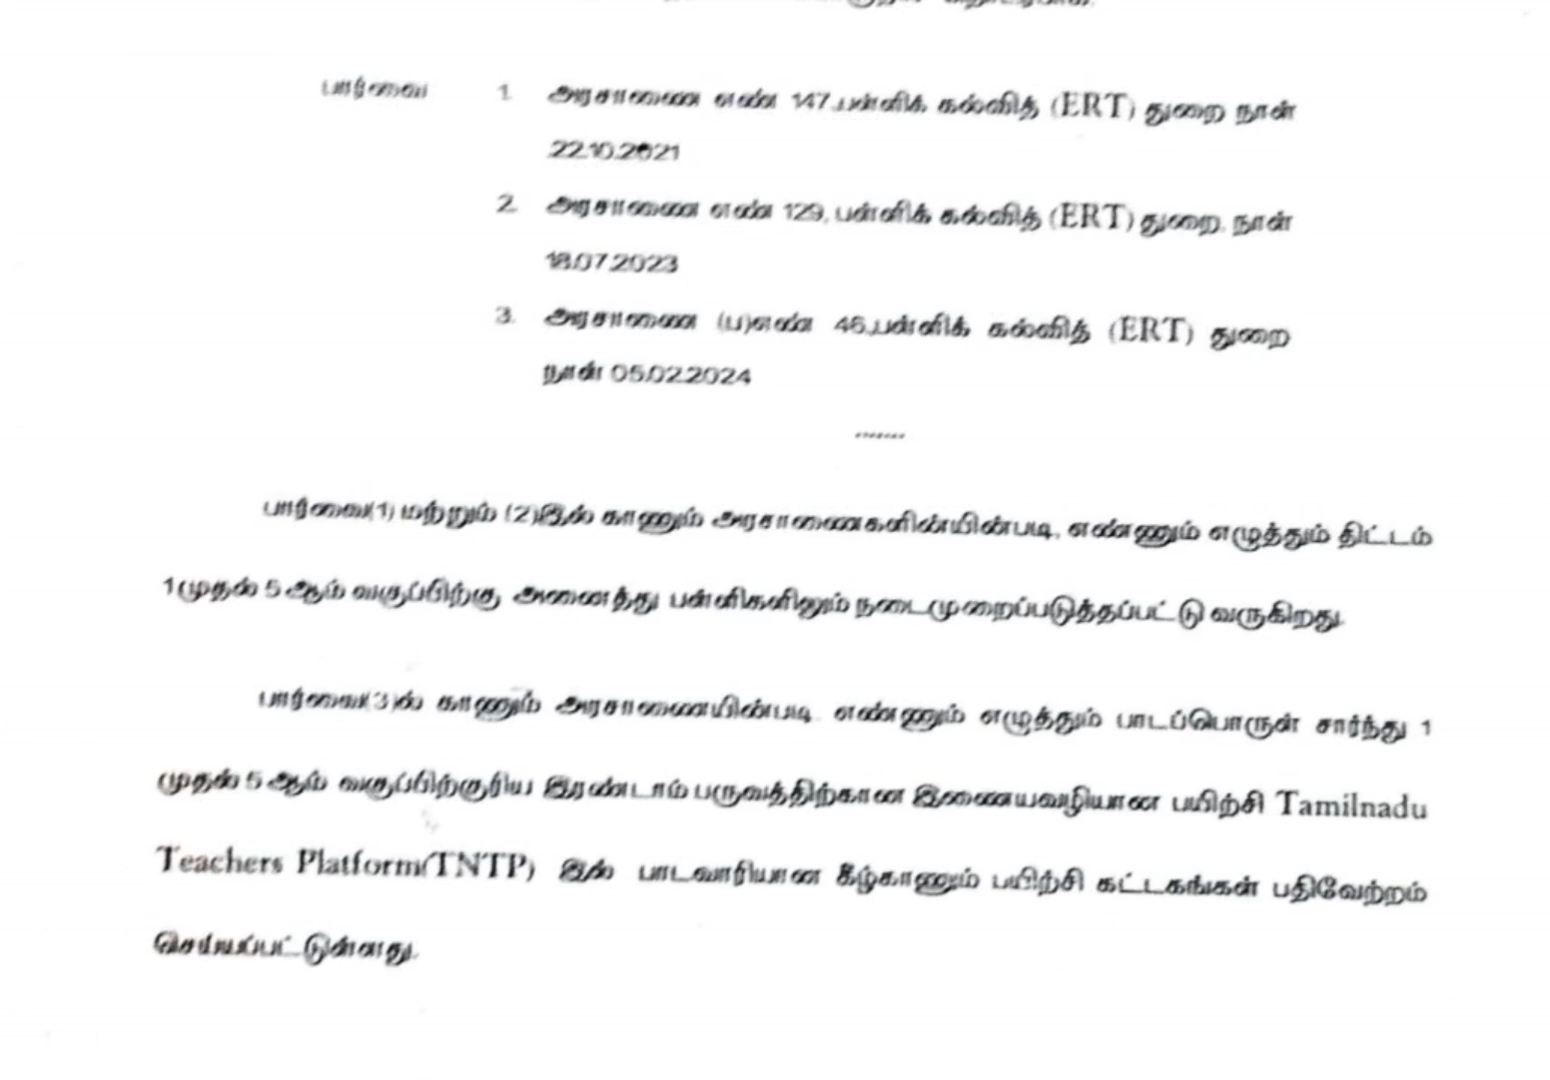 பார்வை 1. அரசாணை எண் 147,பள்ளிக் கல்வித் (ERT) துறை நாள்
22.10.2021
2. அரசாணை எண் 129, பள்ளிக் கல்வித் (ERT) துறை, நாள்
18.07.2023
3. அரசாணை (ப)எண் 46,பள்ளிக் கல்வித் (ERT) துறை
நாள் 05.02.2024
.......
பார்வை(1) மற்றும் (2)இல் காணும் அரசாணைகளின்யின்படி, எண்ணும் எழுத்தும் திட்டம்
1முதல் 5 ஆம் வகுப்பிற்கு அனைத்து பள்ளிகளிலும் நடைமுறைப்படுத்தப்பட்டு வருகிறது.
பார்வை(3)ல் காணும் அரசாணையின்படி எண்ணும் எழுத்தும் பாடப்பொருள் சார்ந்து 1
முதல் 5 ஆம் வகுப்பிற்குரிய இரண்டாம் பருவத்திற்கான இணையவழியான பயிற்சி Tamilnadu
Teachers Platform(TNTP) இல் பாடவாரியான கீழ்காணும் பயிற்சி கட்டகங்கள் பதிவேற்றம்
செய்யப்பட்டுள்ளது.